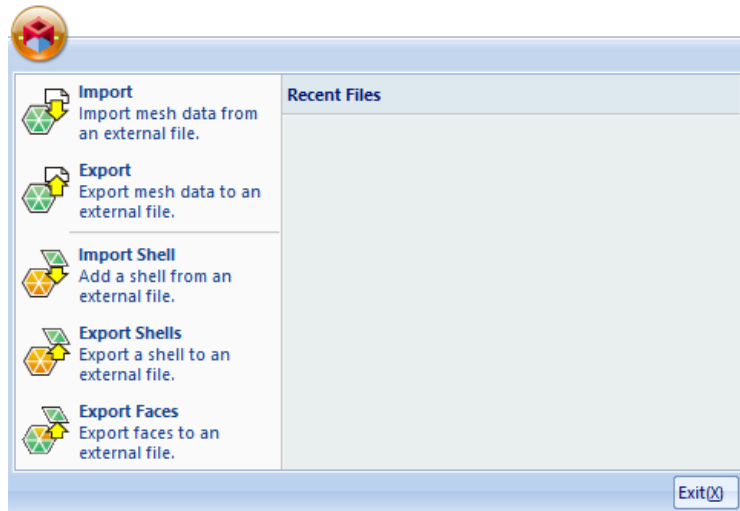 Import
Import mesh data from
an external file.
Export
Export mesh data to an
external file.
Import Shell
Add a shell from an
external file.
Export Shells
Export a shell to an
external file.
Export Faces
Export faces to an
external file.
Recent Files
Exit(X)